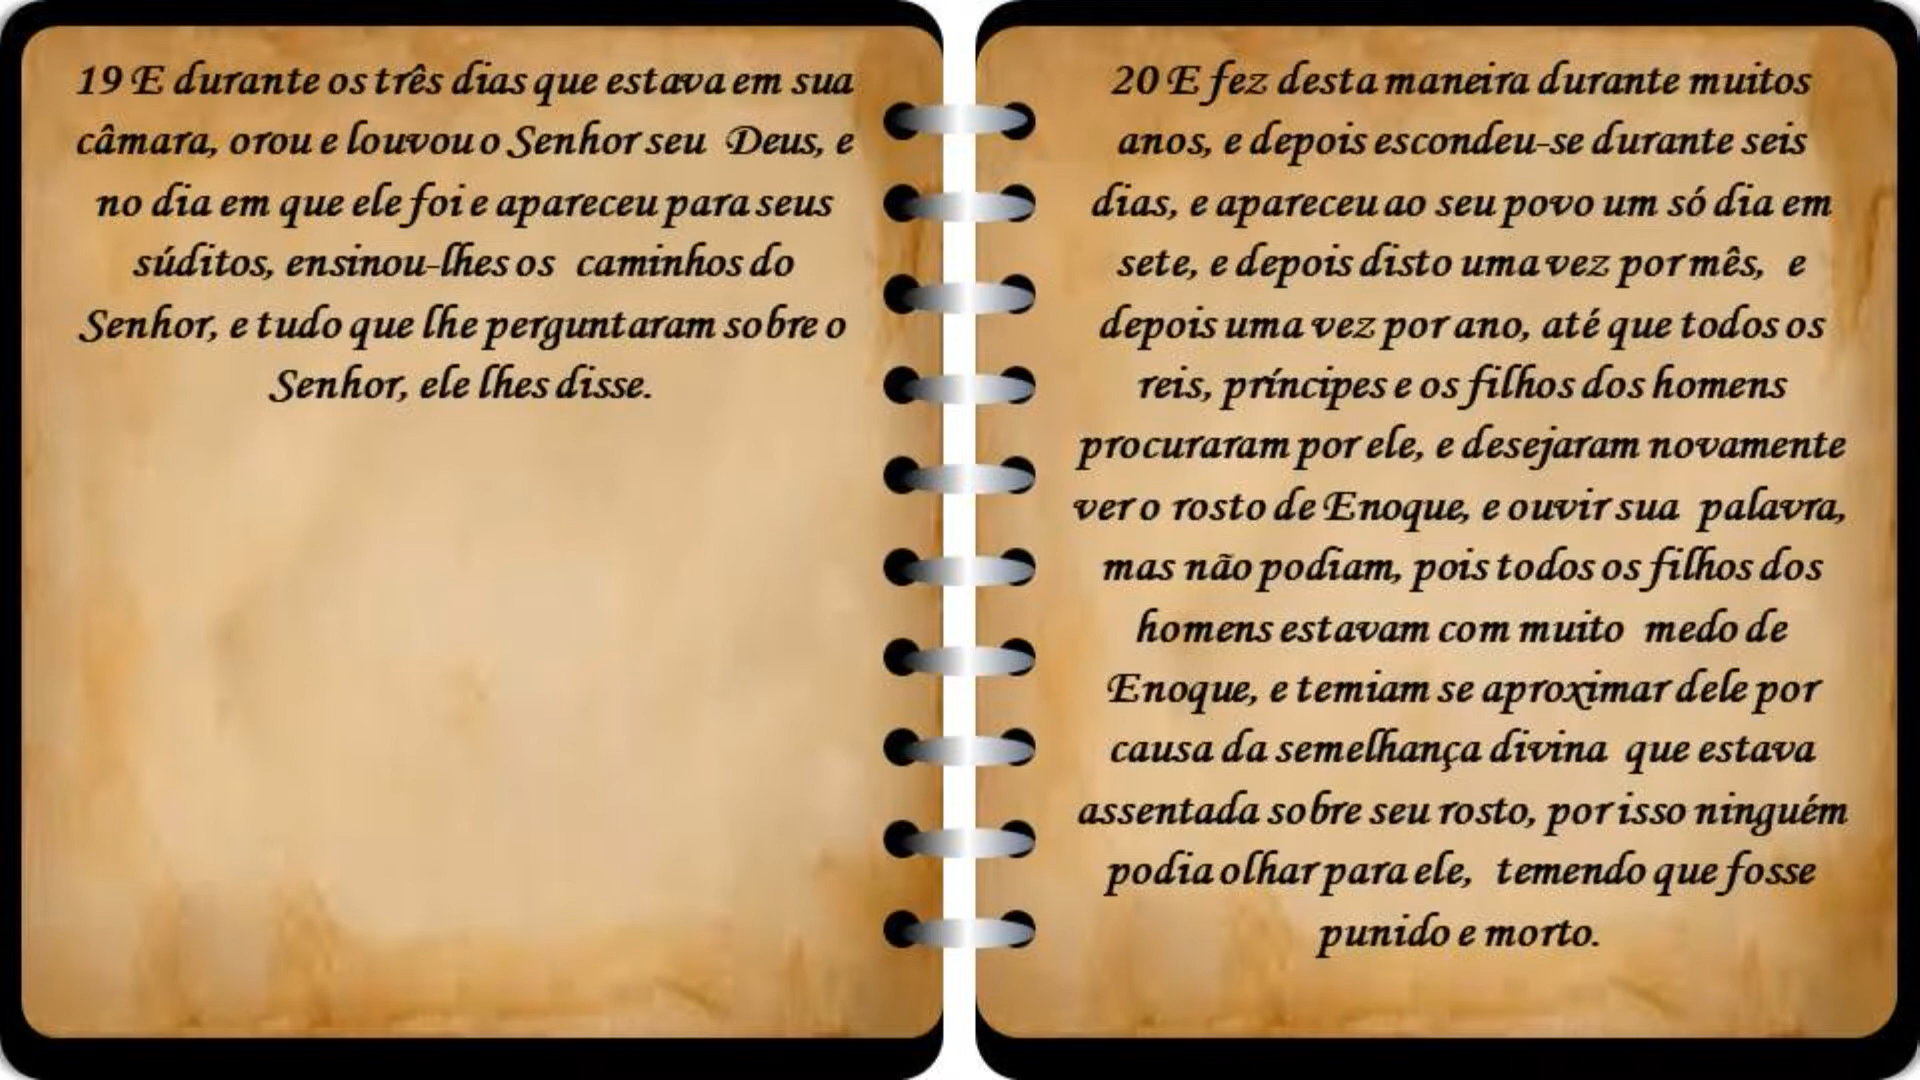 19 E durante os três dias que estava em sua
câmara, orou e louvou o Senhor seu Deus, e
no dia em que ele foi e apareceu para seus
súditos, ensinou-lhes os caminhos do
Senhor, e tudo que lhe perguntaram sobre o
Senhor, ele lhes disse.
20 E fez desta maneira durante muitos
anos, e depois escondeu-se durante seis
dias, e apareceu ao seu povo um só dia em
sete, e depois disto uma vez por mês, e
depois uma vez por ano, até que todos os
reis, príncipes e os filhos dos homens
procuraram por ele, e desejaram novamente
ver o rosto de Enoque, e ouvir sua palavra,
mas não podiam, pois todos os filhos dos
homens estavam com muito medo de
Enoque, e temiam se aproximar dele por
causa da semelhança divina que estava
assentada sobre seu rosto, por isso ninguém
podia olhar para ele, temendo que fosse
punido e morto.